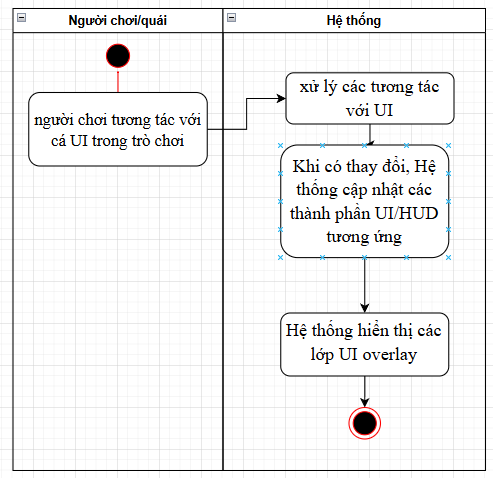 Người chơi/quái
Hệ thống
người chơi tương tác với
cá UI trong trò chơi
xử lý các tương tác
với UI
Khi có thay đổi, Hệ
thống cập nhật các
thành phần UI/HUD
tương ứng
Hệ thống hiển thị các
lớp UI overlay